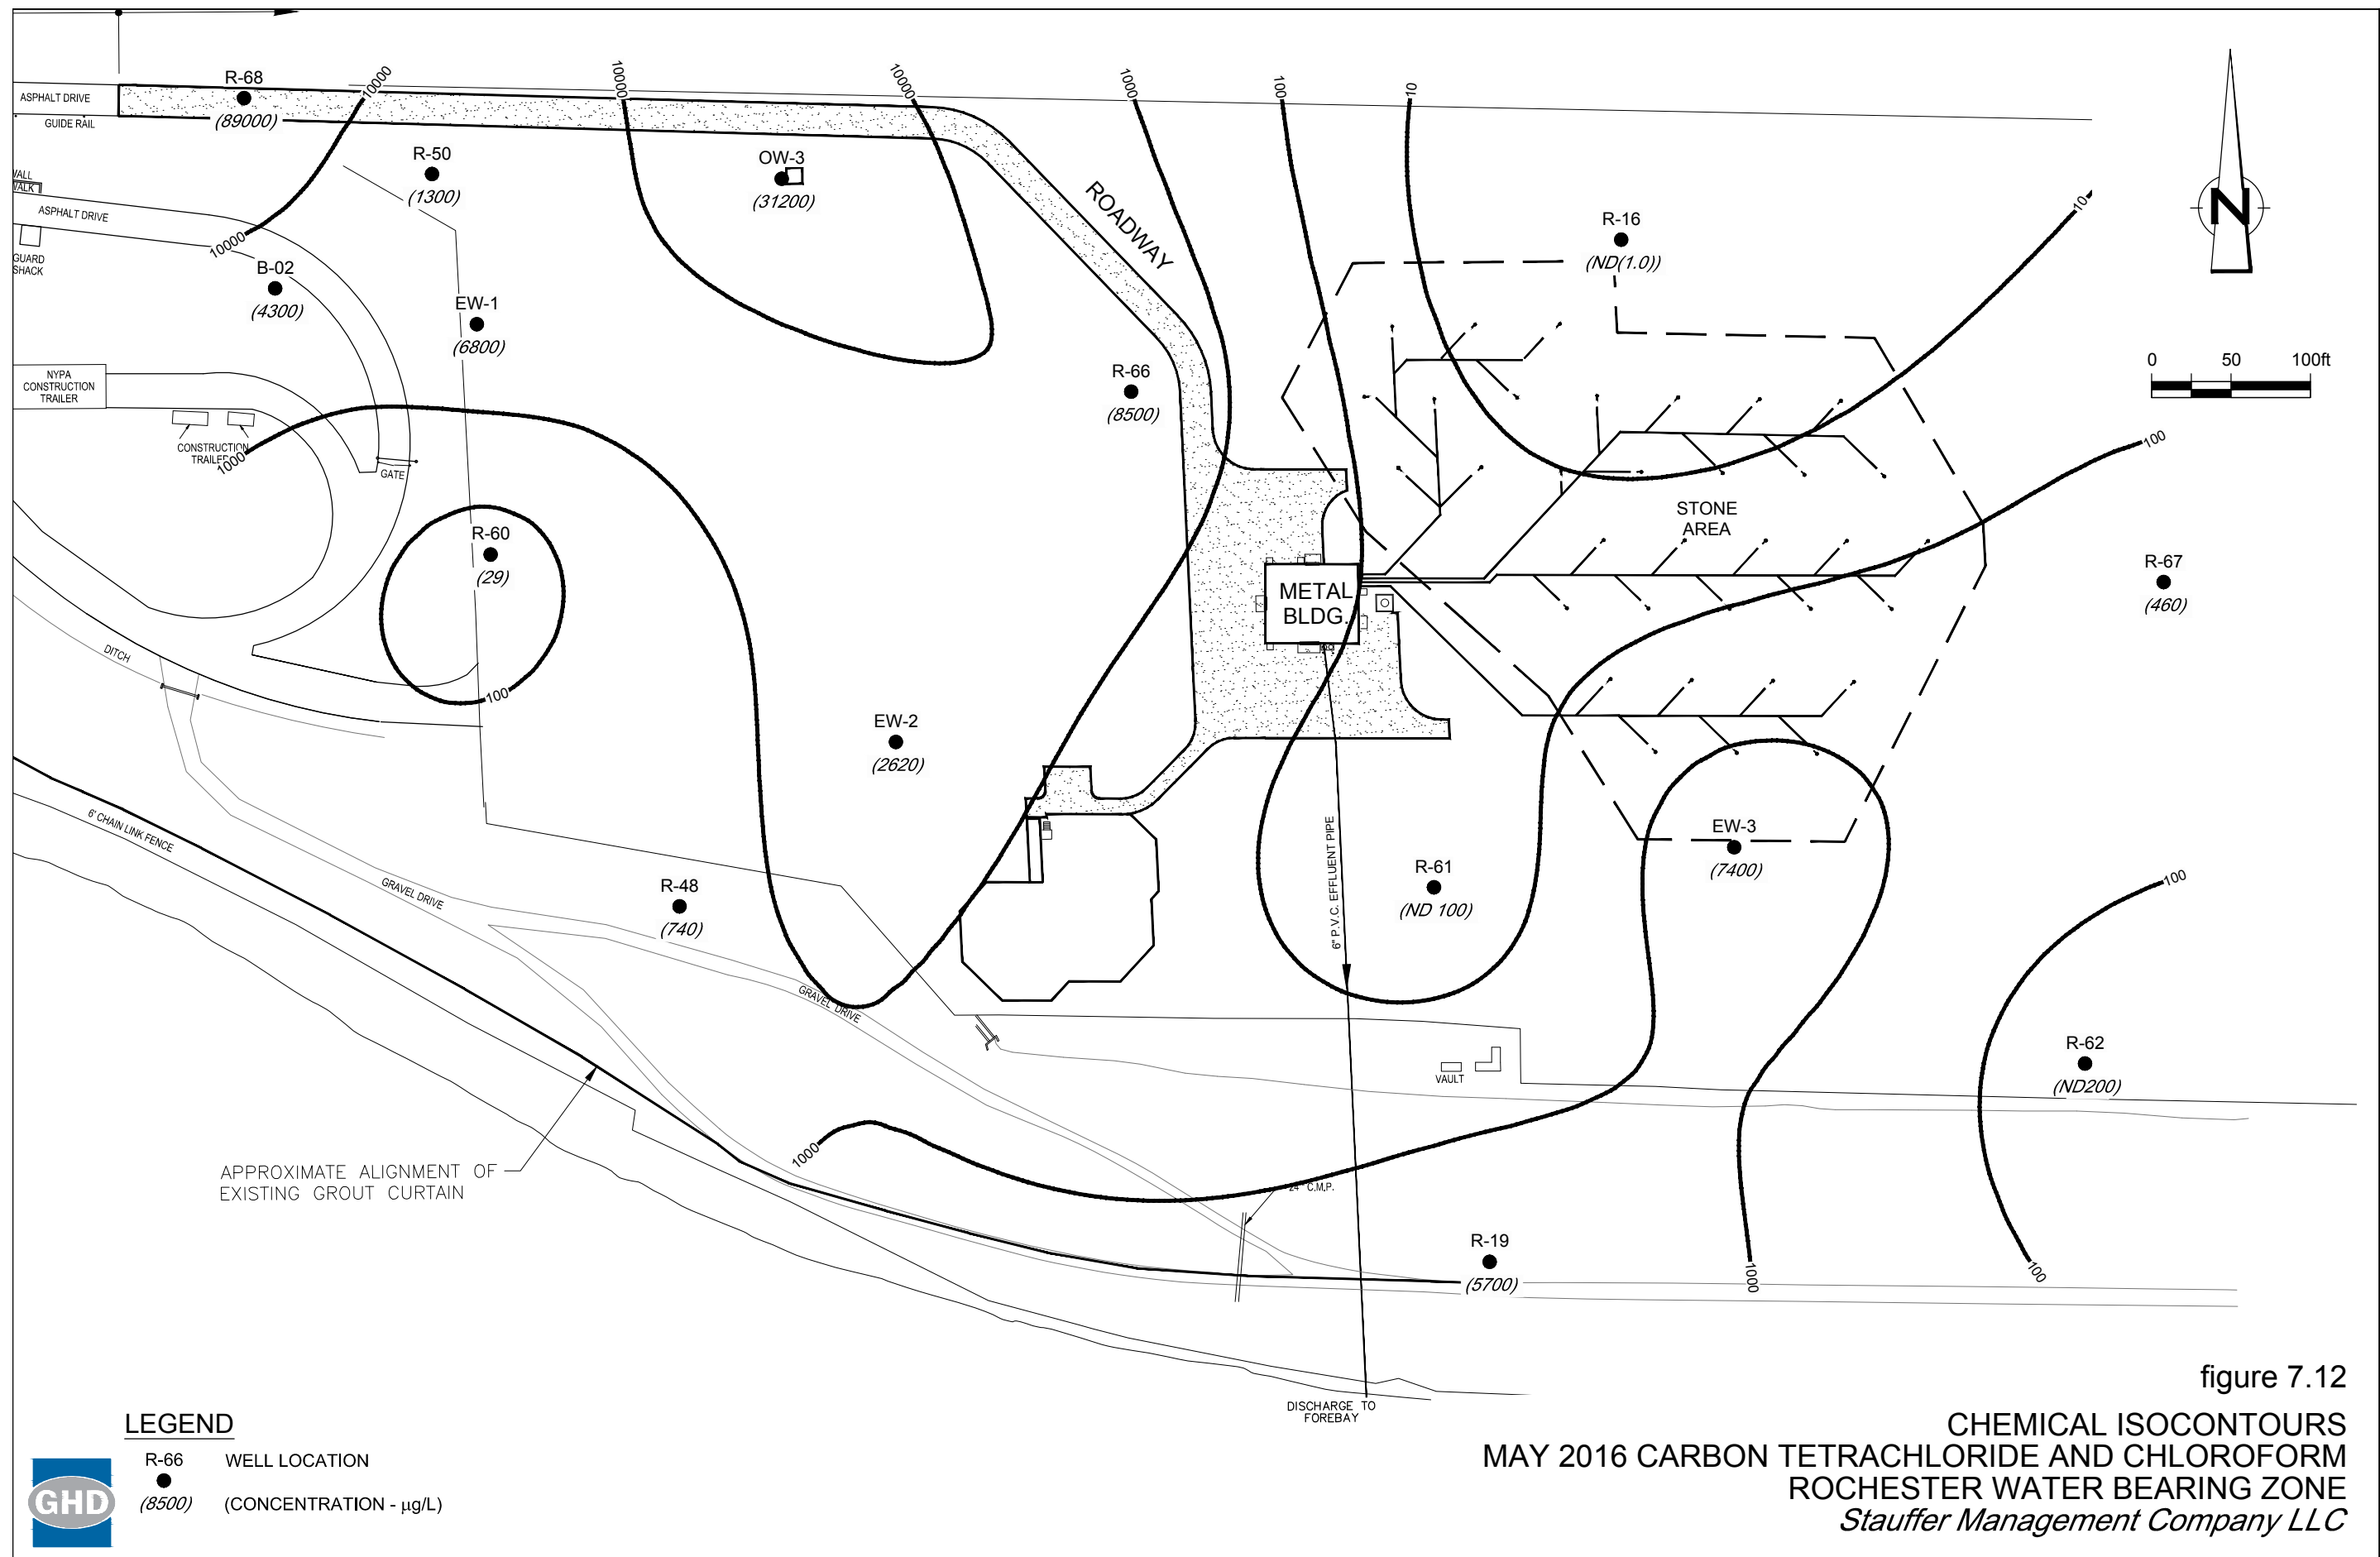 10000
10000
10000
1000
100
10
R-68
(89000)
ASPHALT DRIVE
GUIDE RAIL
R-50
(1300)
OW-3
(31200)
ROADWAY
10
R-16
(ND(1.0))
N
WALK
ASPHALT DRIVE
10000
GUARD
SHACK
B-02
(4300)
EW-1
(6800)
0 50 100ft
NYPA
CONSTRUCTION
TRAILER
R-66
(8500)
CONSTRUCTION
TRAILER
1000
GATE
100
STONE
AREA
R-60
(29)
100
METAL
BLDG.
R-67
(460)
DITCH
EW-2
(2620)
6' CHAIN LINK FENCE
GRAVEL DRIVE
R-48
(740)
6" P.V.C. EFFLUENT PIPE
R-61
(ND 100)
EW-3
(7400)
100
GRAVEL DRIVE
VAULT
R-62
(ND200)
1000
APPROXIMATE ALIGNMENT OF
EXISTING GROUT CURTAIN
24" C.M.P.
R-19
(5700)
1000
100
DISCHARGE TO
FOREBAY
figure 7.12
CHEMICAL ISOCONTOURS
MAY 2016 CARBON TETRACHLORIDE AND CHLOROFORM
ROCHESTER WATER BEARING ZONE
Stauffer Management Company LLC
LEGEND
R-66 WELL LOCATION
(8500) (CONCENTRATION - µg/L)
GHD